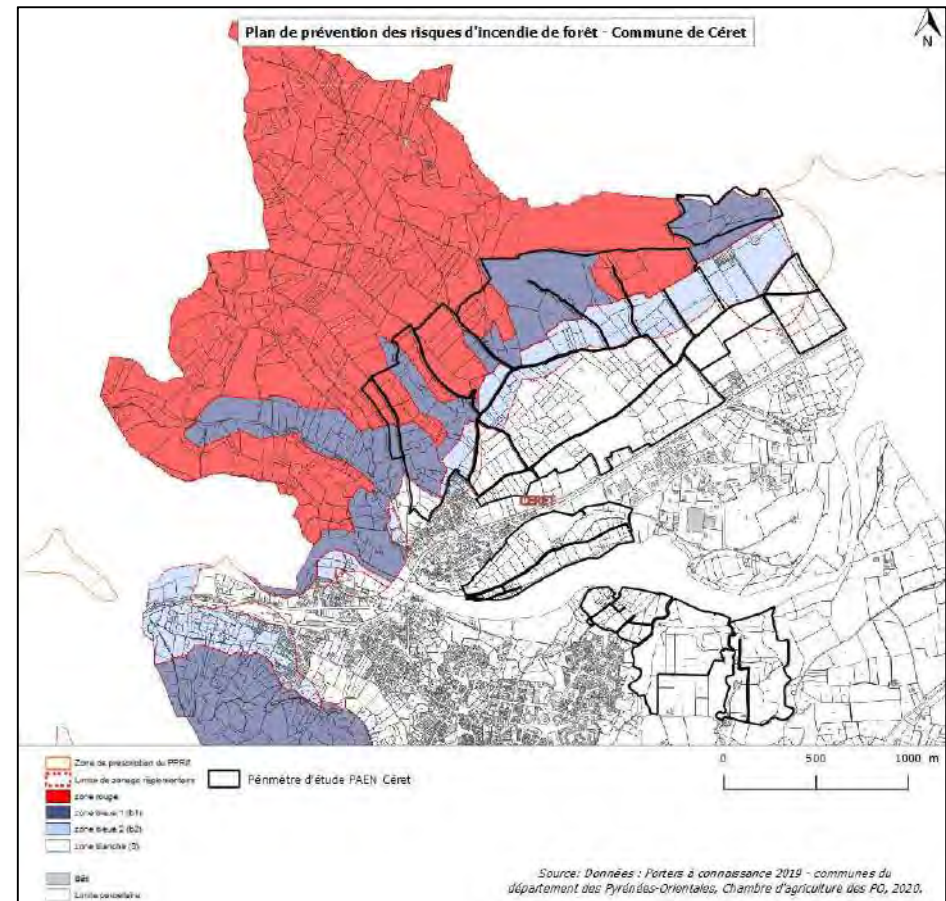 Plan de prévention des risques d'incendie de forêt - Commune de Céret
N
CERET
Zone de prescription du PPRif
Limite de zonage réglementaire
zone rouge
zone bleue 1 (b1)
zone bleue 2 (b2)
zone blanche
Bâti
Limite parcellaire
Périmètre d'étude PAEN Céret
0 500 1000 m
Source: Données : Porters à connaissance 2019 - communes du
département des Pyrénées-Orientales, Chambre d'agriculture des PO, 2020.